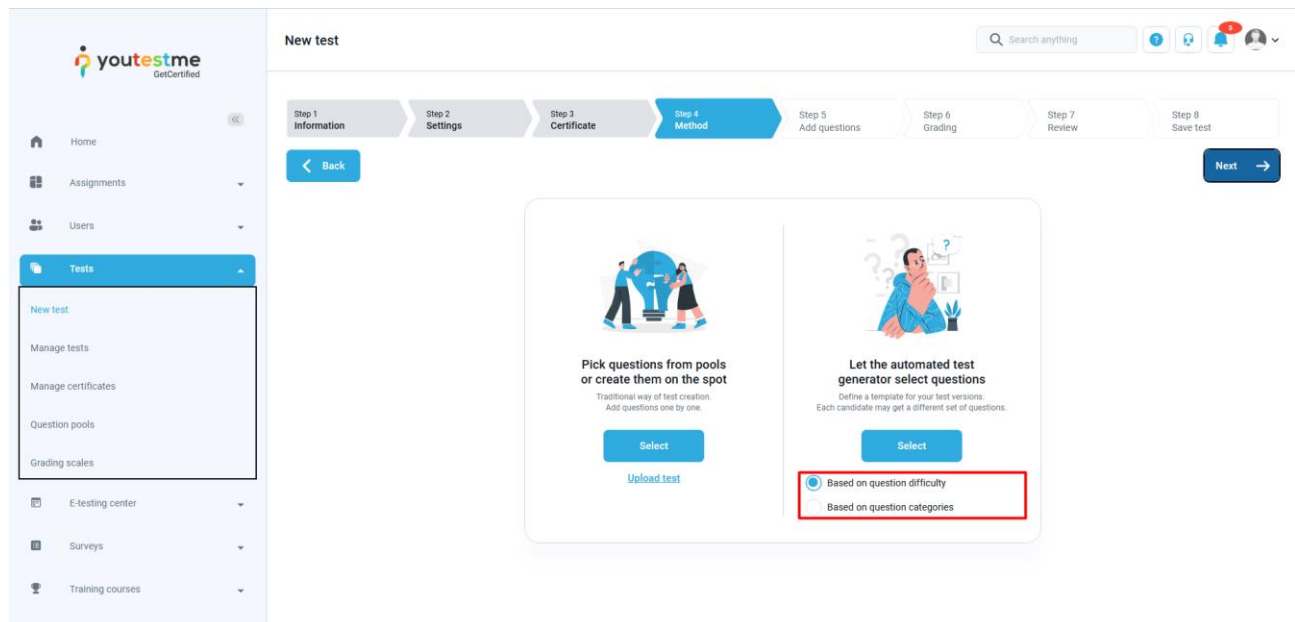 youtestme
GetCertified
New test
Search anything
5
Home
Assignments
Users
Tests
New test
Manage tests
Manage certificates
Question pools
Grading scales
E-testing center
Surveys
Training courses
Step 1
Information
Step 2
Settings
Step 3
Certificate
Step 4
Method
Step 5
Add questions
Step 6
Grading
Step 7
Review
Step 8
Save test
Back
Next
Pick questions from pools
or create them on the spot
Traditional way of test creation.
Add questions one by one.
Select
Upload test
Let the automated test
generator select questions
Define a template for your test versions.
Each candidate may get a different set of questions.
Select
Based on question difficulty
Based on question categories